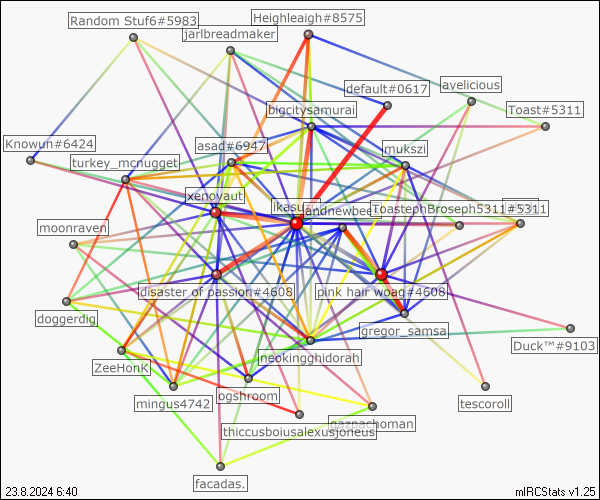 Random Stuf6#5983
Heighleaigh#8575
jarlbreadmaker
default#0617
avelicious
bigcitysamurai
Toast#5311
Knowun#6424
asad#6947
mukszi
turkey_mcnugget
xenovaut
ikasu
andnewbee
ToastephBroseph5311#5311
moonraven
disaster of passion#4608
pink hair woag#4608
doggerdig
gregor_samsa
Duck™#9103
ZeeHonK
neokingghidorah
mingus4742
ogshroom
tescoroll
gazpachoman
thiccusboiusalexusjoneus
facadas.
23.8.2024 6:40
mIRCStats v1.25